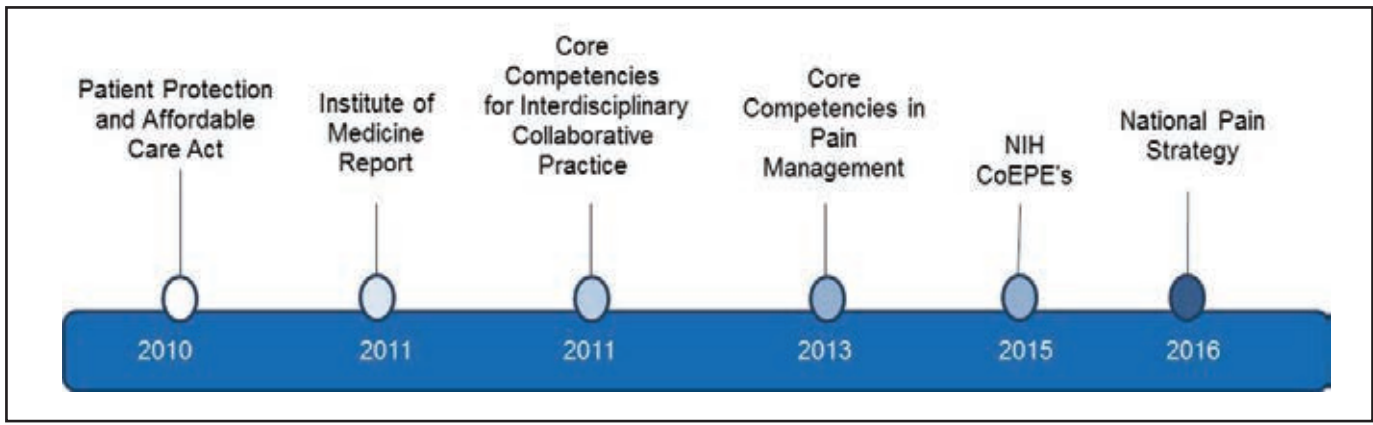 Patient Protection
and Affordable
Care Act
Institute of
Medicine
Report
Core
Competencies
for Interdisciplinary
Collaborative
Practice
Core
Competencies in
Pain
Management
NIH
CoEPE's
National Pain
Strategy
2010
2011
2011
2013
2015
2016